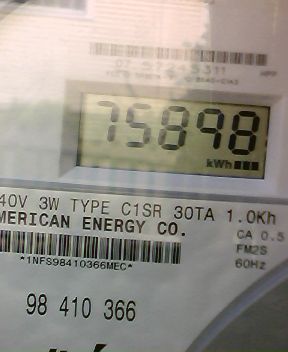 75898
kWh
40V 3W TYPE C1SR 30TA 1.0Kh
MERICAN ENERGY CO.
CA 0.5
FM2S
60Hz
*1NFS98410366MEC*
98 410 366